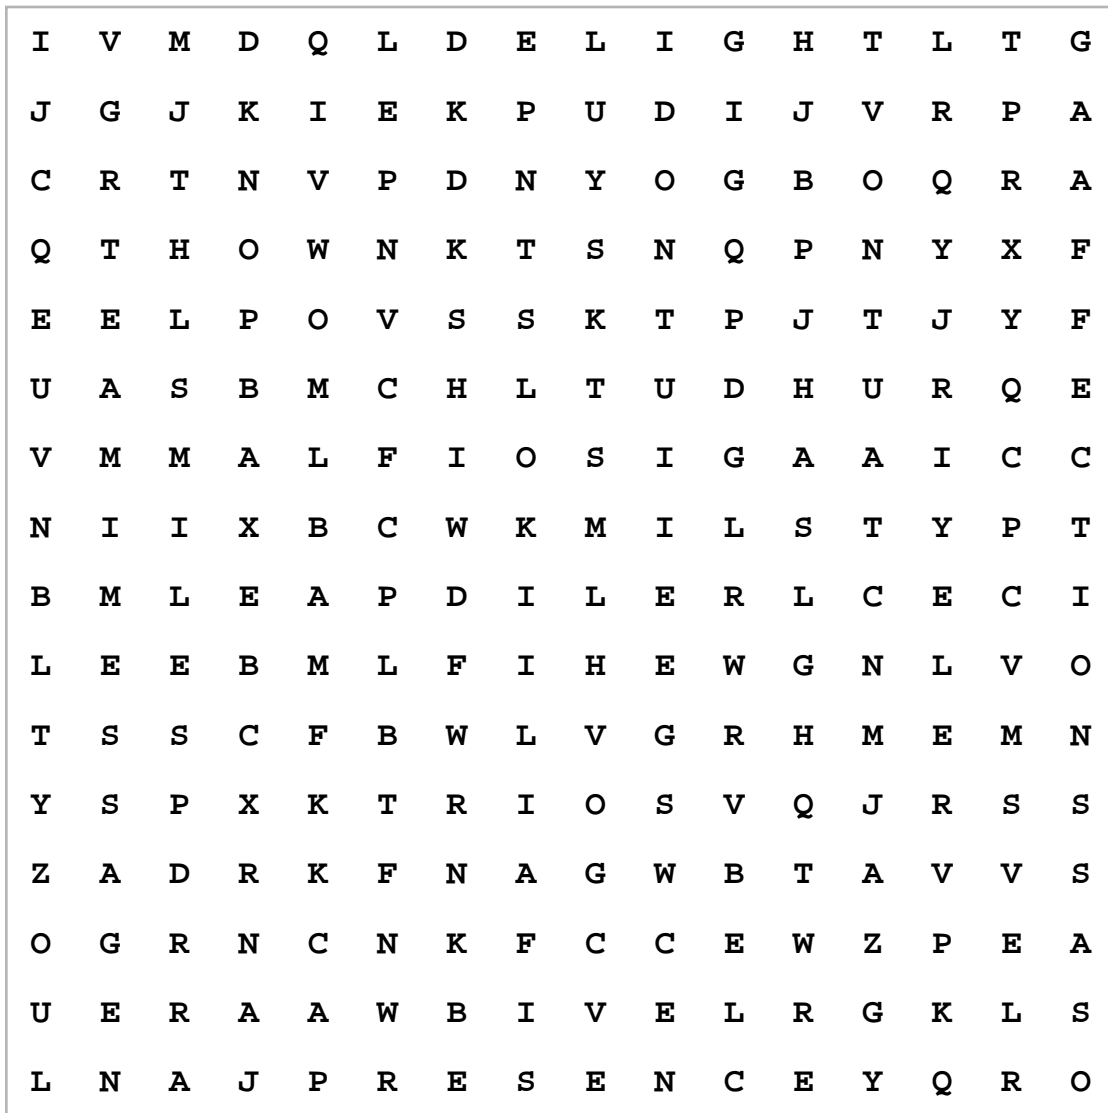 I V M D Q L D E L I G H T L T G
J G J K I E K P U D I J V R P A
C R T N V P D N Y O G B O Q R A
Q T H O W N K T S N Q P N Y X F
E E L P O V S S K T P J T J Y F
U A S B M C H L T U D H U R Q E
V M M A L F I O S I G A A I C C
N I I X B C W K M I L S T Y P T
B M L E A P D I L E R L C E C I
L E E B M L F I H E W G N L V O
T S S C F B W L V G R H M E M N
Y S P X K T R I O S V Q J R S S
Z A D R K F N A G W B T A V V S
O G R N C N K F C C E W Z P E A
U E R A A W B I V E L R G K L S
L N A J P R E S E N C E Y Q R O